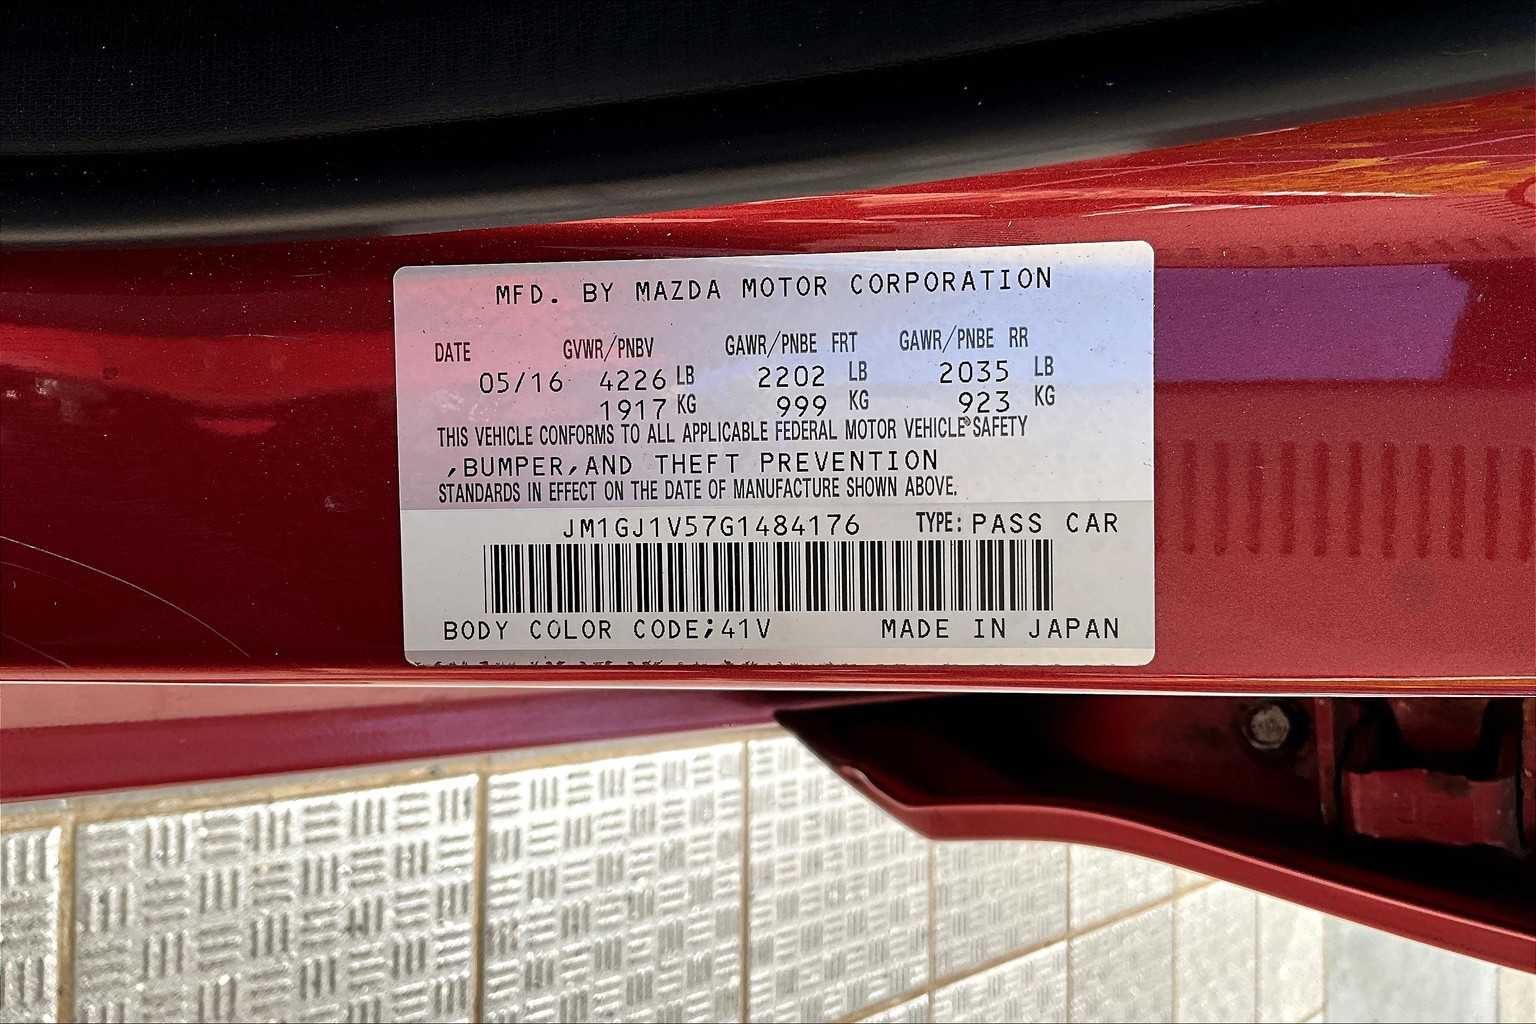 MFD. BY MAZDA MOTOR CORPORATION
DATE GVWR/PNBV GAWR/PNBE FRT GAWR/PNBE RR
05/16 4226 LB 2202 LB 2035 LB
1917 KG 999 KG 923 KG
THIS VEHICLE CONFORMS TO ALL APPLICABLE FEDERAL MOTOR VEHICLE SAFETY
,BUMPER,AND THEFT PREVENTION
STANDARDS IN EFFECT ON THE DATE OF MANUFACTURE SHOWN ABOVE.
JM1GJ1V57G1484176 TYPE: PASS CAR
BODY COLOR CODE;41V MADE IN JAPAN